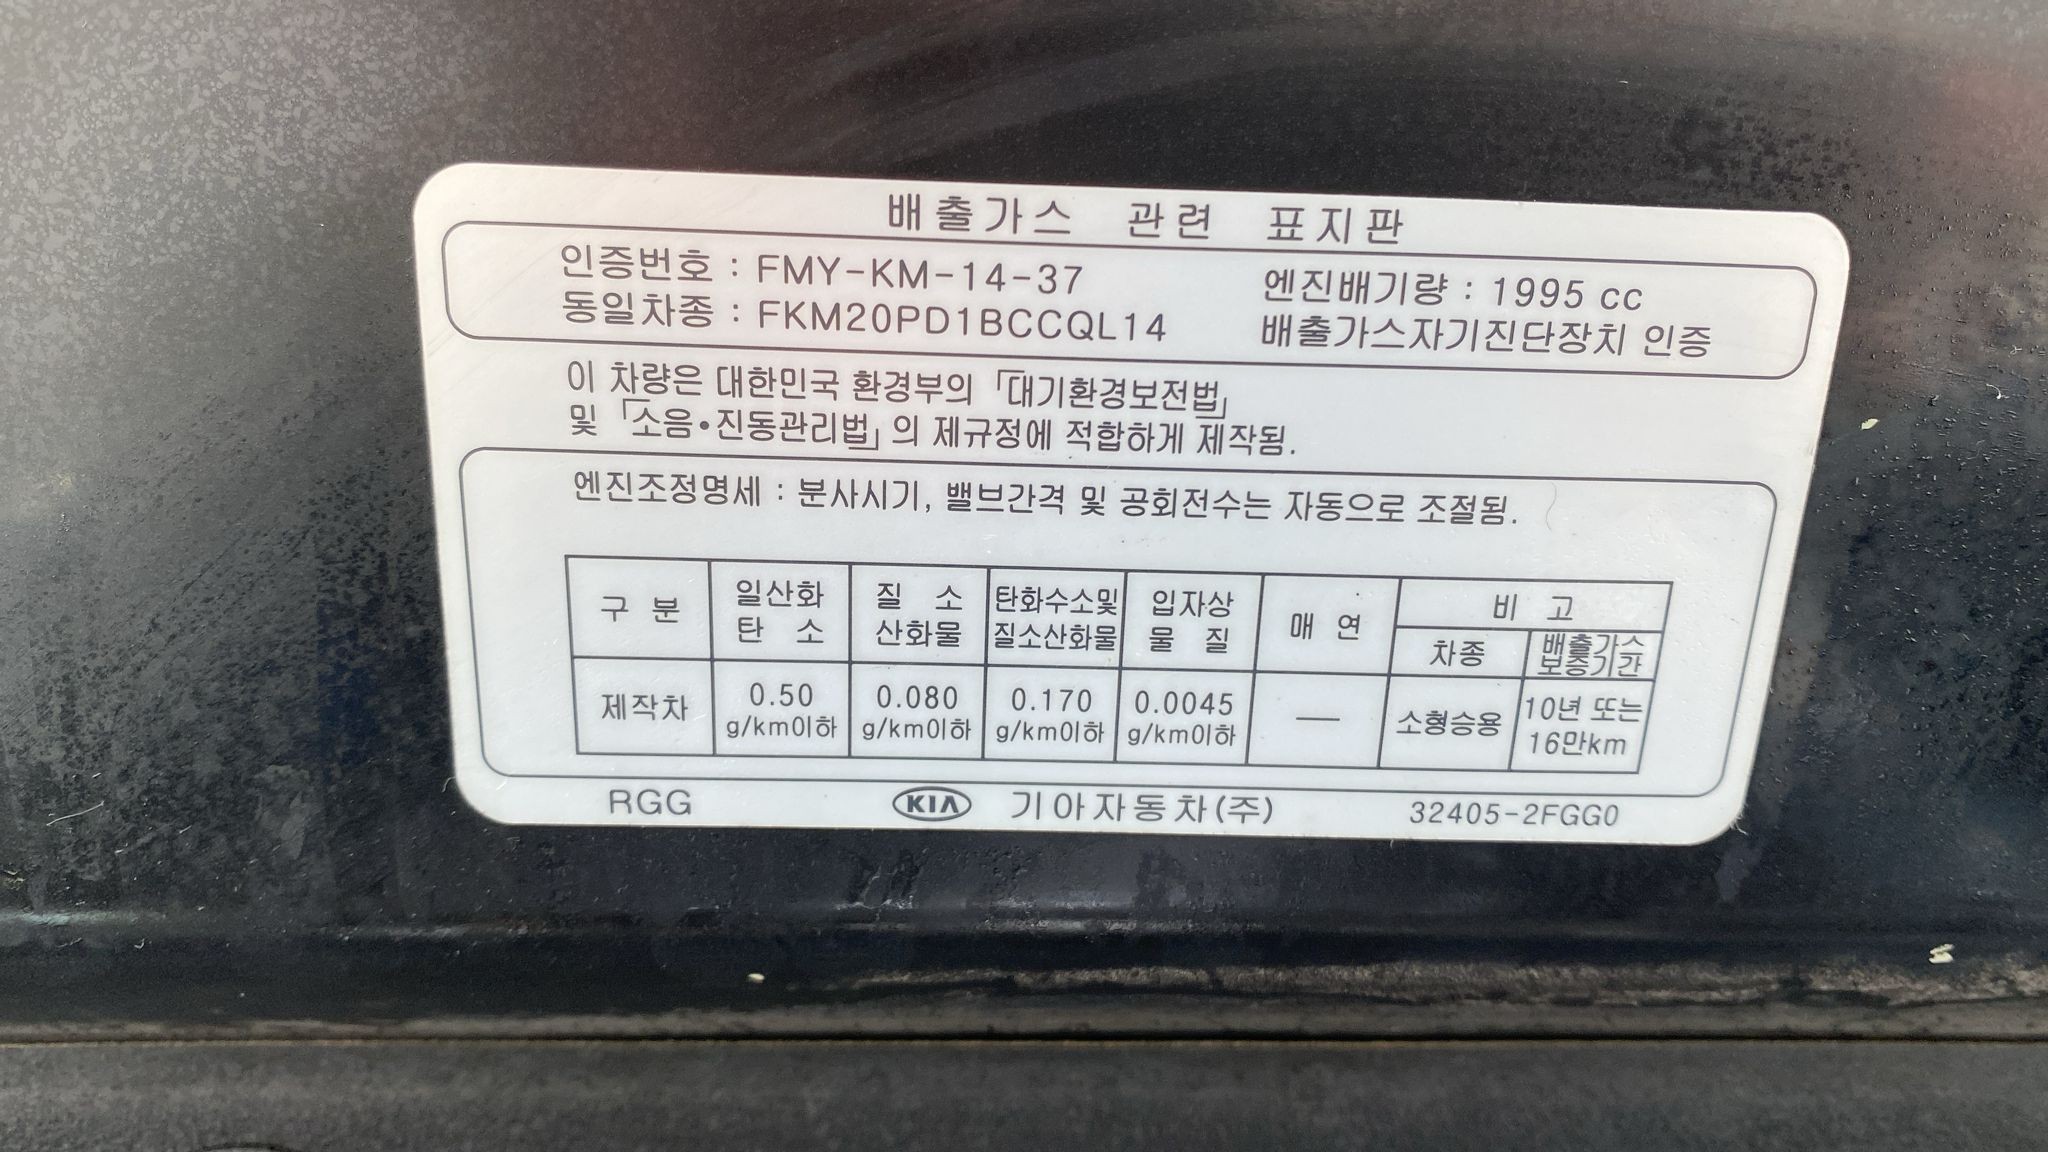 배출가스 관련 표지판
인증번호 : FMY-KM-14-37 엔진배기량 : 1995 cc
동일차종 : FKM20PD1BCCQL14 배출가스자기진단장치 인증
이 차량은 대한민국 환경부의 「대기환경보전법」
및 「소음•진동관리법」의 제규정에 적합하게 제작됨.
엔진조정명세 : 분사시기, 밸브간격 및 공회전수는 자동으로 조절됨.
구 분 일산화 탄 소 질 소 산화물 탄화수소및 질소산화물 입자상 물 질 매 연 비 고
차종 배출가스 보증기간
제작차 0.50 g/km이하 0.080 g/km이하 0.170 g/km이하 0.0045 g/km이하 — 소형승용 10년 또는 16만km
RGG KIA 기아자동차(주) 32405-2FGG0